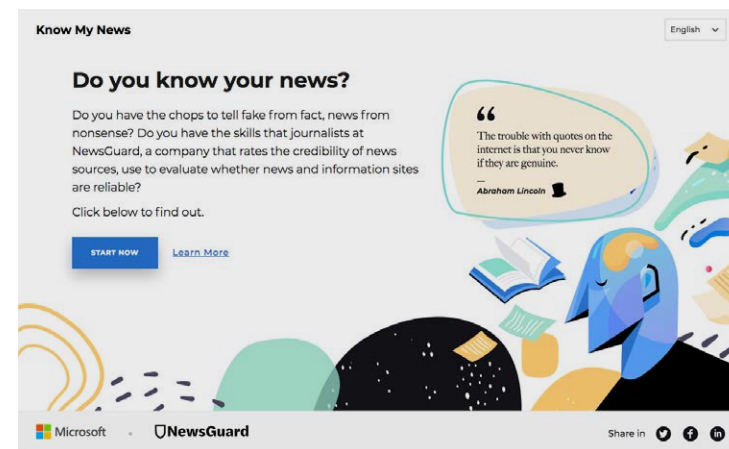 Know My News
English
Do you know your news?
Do you have the chops to tell fake from fact, news from
nonsense? Do you have the skills that journalists at
NewsGuard, a company that rates the credibility of news
sources, use to evaluate whether news and information sites
are reliable?
Click below to find out.
START NOW Learn More
“
The trouble with quotes on the
internet is that you never know
if they are genuine.
—
Abraham Lincoln
Microsoft NewsGuard
Share in